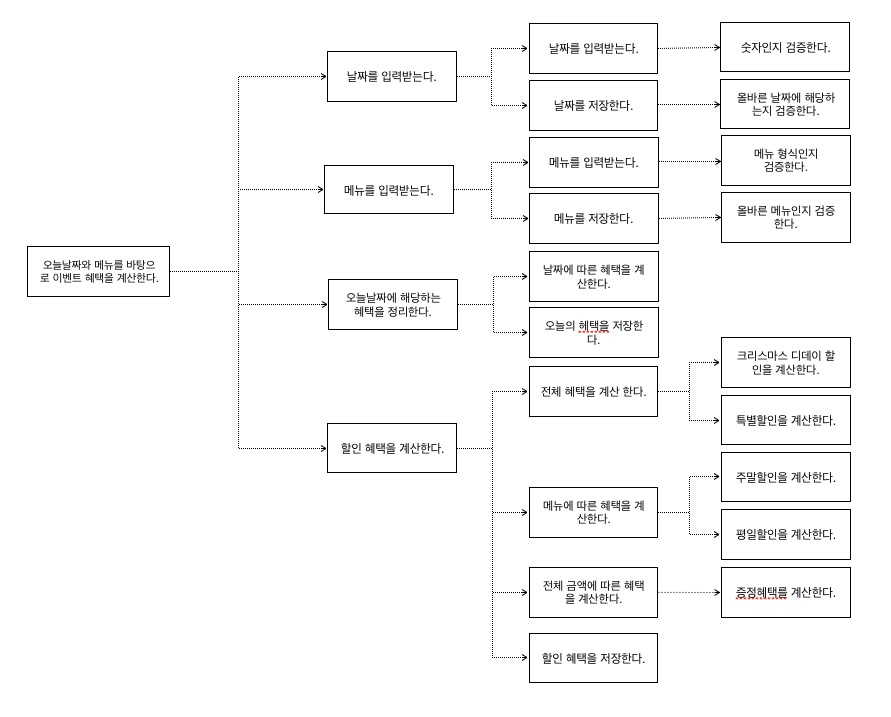 오늘날짜와 메뉴를 바탕으
로 이벤트 혜택을 계산한다.
날짜를 입력받는다.
날짜를 입력받는다.
숫자인지 검증한다.
날짜를 저장한다.
올바른 날짜에 해당하
는지 검증한다.
메뉴를 입력받는다.
메뉴를 입력받는다.
메뉴 형식인지
검증한다.
메뉴를 저장한다.
올바른 메뉴인지 검증
한다.
오늘날짜에 해당하는
혜택을 정리한다.
날짜에 따른 혜택을 계
산한다.
오늘의 헤택을 저장한
다.
할인 혜택을 계산한다.
전체 혜택을 계산 한다.
크리스마스 디데이 할
인을 계산한다.
특별할인을 계산한다.
메뉴에 따른 혜택을 계
산한다.
주말할인을 계산한다.
평일할인을 계산한다.
전체 금액에 따른 혜택
을 계산한다.
증정혜택를 계산한다.
할인 혜택을 저장한다.